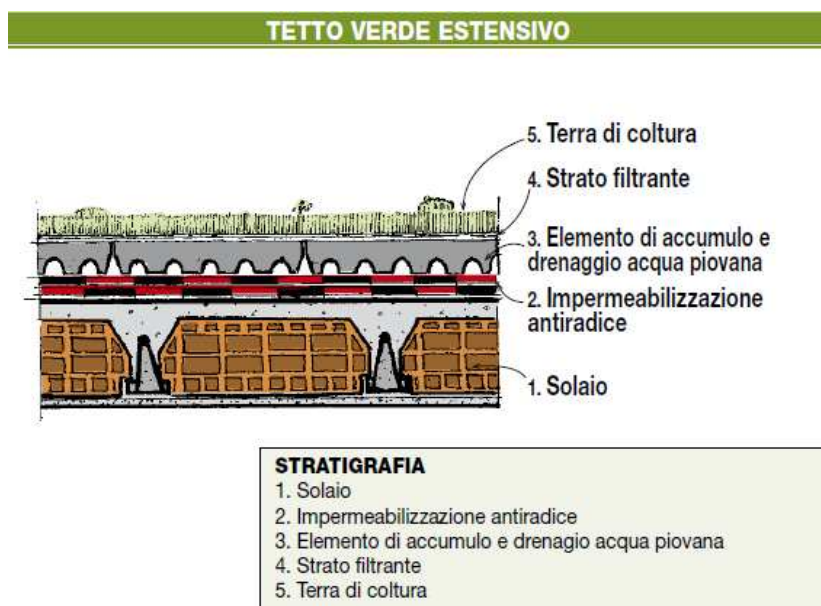 TETTO VERDE ESTENSIVO
5. Terra di coltura
4. Strato filtrante
3. Elemento di accumulo e
drenaggio acqua piovana
2. Impermeabilizzazione
antiradice
1. Solaio
STRATIGRAFIA
1. Solaio
2. Impermeabilizzazione antiradice
3. Elemento di accumulo e drenagio acqua piovana
4. Strato filtrante
5. Terra di coltura